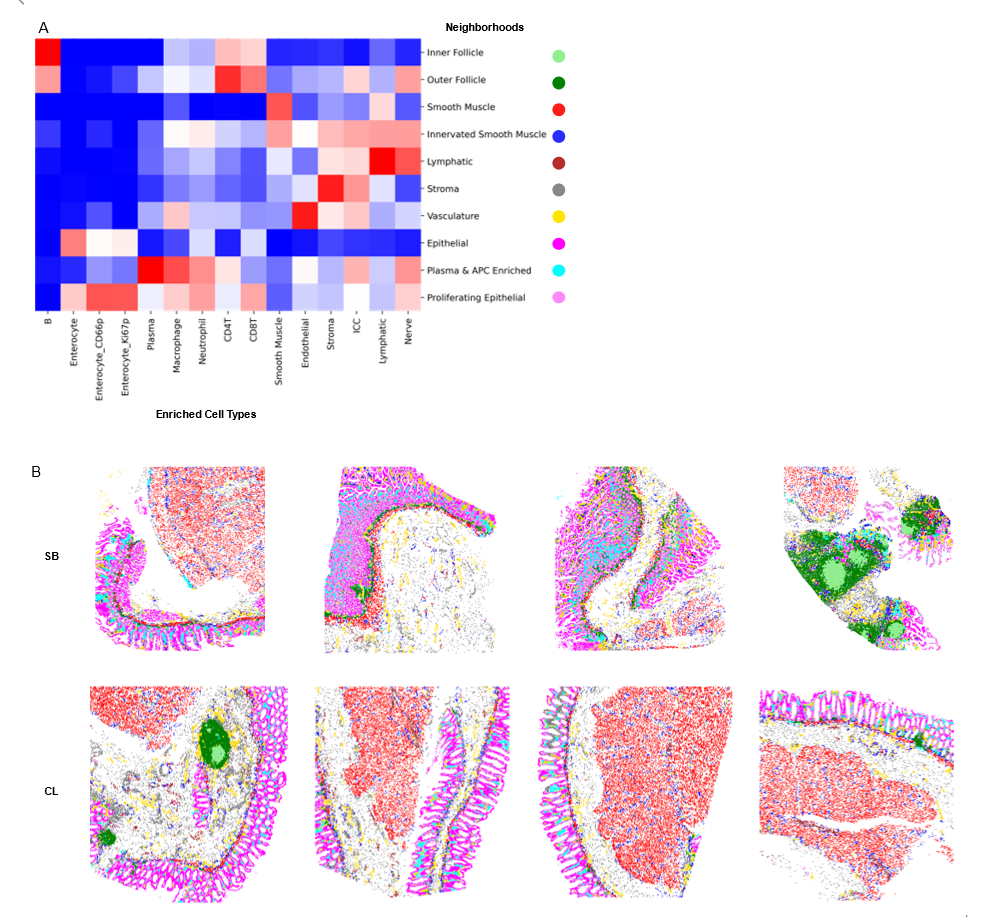 A
Neighborhoods
Inner Follicle
Outer Follicle
Smooth Muscle
Innervated Smooth Muscle
Lymphatic
Stroma
Vasculature
Epithelial
Plasma & APC Enriched
Proliferating Epithelial
B
Enterocyte
Enterocyte_CD66p
Enterocyte_Ki67p
Plasma
Macrophage
Neutrophil
CD4T
CD8T
Smooth Muscle
Endothelial
Stroma
ICC
Lymphatic
Nerve
Enriched Cell Types
B
SB
CL